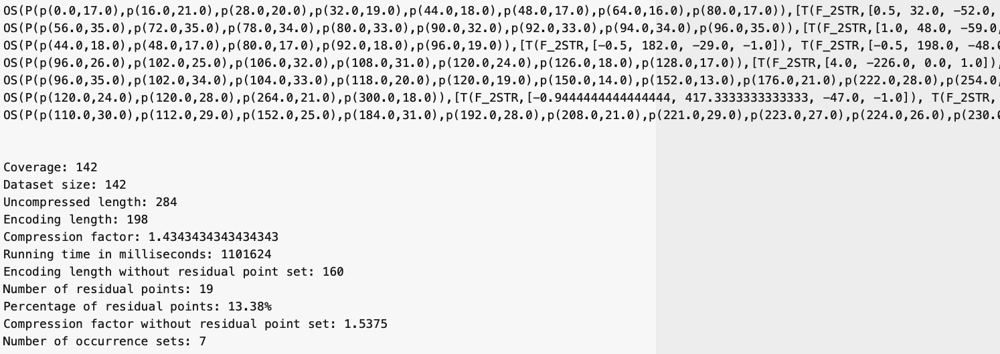 OS(P(p(0.0,17.0),p(16.0,21.0),p(28.0,20.0),p(32.0,19.0),p(44.0,18.0),p(48.0,17.0),p(64.0,16.0),p(80.0,17.0)),[T(F_2STR,[0.5, 32.0, −52.0,
OS(P(p(56.0,35.0),p(72.0,35.0),p(78.0,34.0),p(80.0,33.0),p(90.0,32.0),p(92.0,33.0),p(94.0,34.0),p(96.0,35.0)),[T(F_2STR,[1.0, 48.0, −59.0,
OS(P(p(44.0,18.0),p(48.0,17.0),p(80.0,17.0),p(92.0,18.0),p(96.0,19.0)),[T(F_2STR,[−0.5, 182.0, −29.0, −1.0]), T(F_2STR,[−0.5, 198.0, −48.0
OS(P(p(96.0,26.0),p(102.0,25.0),p(106.0,32.0),p(108.0,31.0),p(120.0,24.0),p(126.0,18.0),p(128.0,17.0)),[T(F_2STR,[4.0, −226.0, 0.0, 1.0]),
OS(P(p(96.0,35.0),p(102.0,34.0),p(104.0,33.0),p(118.0,20.0),p(120.0,19.0),p(150.0,14.0),p(152.0,13.0),p(176.0,21.0),p(222.0,28.0),p(254.0,
OS(P(p(120.0,24.0),p(120.0,28.0),p(264.0,21.0),p(300.0,18.0)),[T(F_2STR,[−0.9444444444444444, 417.3333333333333, −47.0, −1.0]), T(F_2STR,
OS(P(p(110.0,30.0),p(112.0,29.0),p(152.0,25.0),p(184.0,31.0),p(192.0,28.0),p(208.0,21.0),p(221.0,29.0),p(223.0,27.0),p(224.0,26.0),p(230.0
Coverage: 142
Dataset size: 142
Uncompressed length: 284
Encoding length: 198
Compression factor: 1.4343434343434343
Running time in milliseconds: 1101624
Encoding length without residual point set: 160
Number of residual points: 19
Percentage of residual points: 13.38%
Compression factor without residual point set: 1.5375
Number of occurrence sets: 7